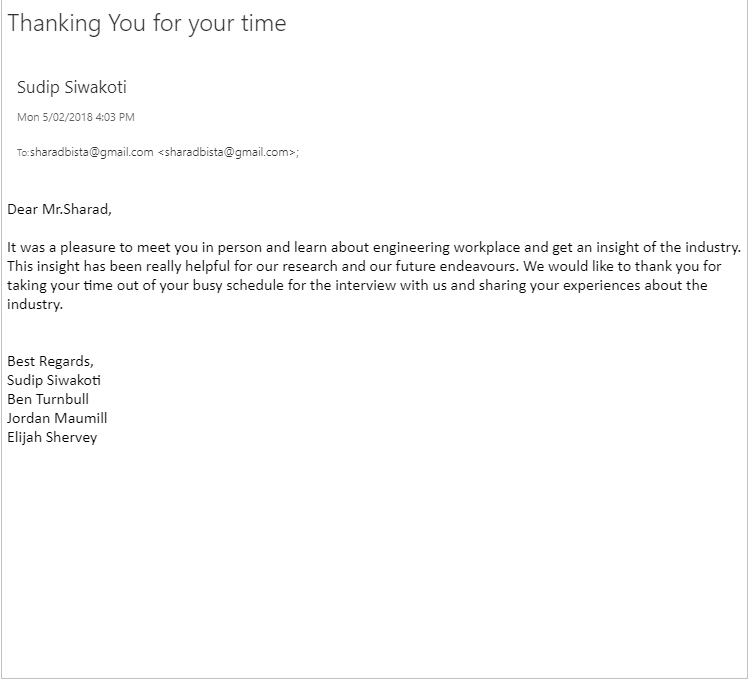 Thanking You for your time
Sudip Siwakoti
Mon 5/02/2018 4:03 PM
To:sharadbista@gmail.com <sharadbista@gmail.com>;
Dear Mr.Sharad,
It was a pleasure to meet you in person and learn about engineering workplace and get an insight of the industry.
This insight has been really helpful for our research and our future endeavours. We would like to thank you for
taking your time out of your busy schedule for the interview with us and sharing your experiences about the
industry.
Best Regards,
Sudip Siwakoti
Ben Turnbull
Jordan Maumill
Elijah Shervey